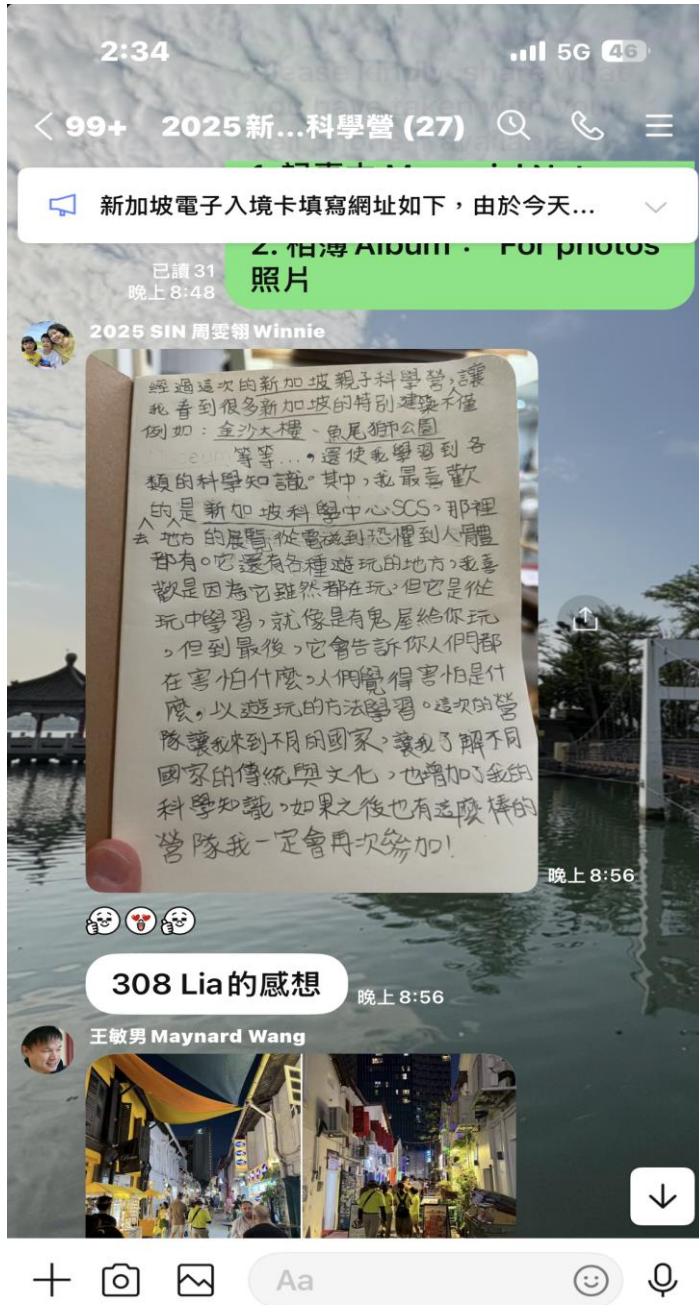 2:34
5G 46
99+ 2025新...科學營 (27)
新加坡電子入境卡填寫網址如下，由於今天...
2. 相簿 Album： For photos
照片
已讀 31
晚上 8:48
2025 SIN 周雯翎 Winnie
經過這次的新加坡親子科學營，讓
我看到很多新加坡的特別建築不僅
例如：金沙大樓、魚尾獅公園
等等...。還使我學習到各
類的科學知識。其中，我最喜歡
的是新加坡科學中心SCS，那裡
去地方的展覽從電磁到恐懼到人體
都有。它還有各種遊玩的地方，我喜
歡是因為它雖然都在玩，但它是從
玩中學習，就像是有鬼屋給你玩
，但到最後，它會告訴你人們都
在害怕什麼，人們覺得害怕是什
麼。以遊玩的方法學習。這次的營
隊讓我來到不同的國家，讓我了解不同
國家的傳統與文化，也增加了我的
科學知識，如果之後也有這麼棒的
營隊我一定會再次參加！
晚上 8:56
308 Lia的感想
晚上 8:56
王敏男 Maynard Wang
Aa